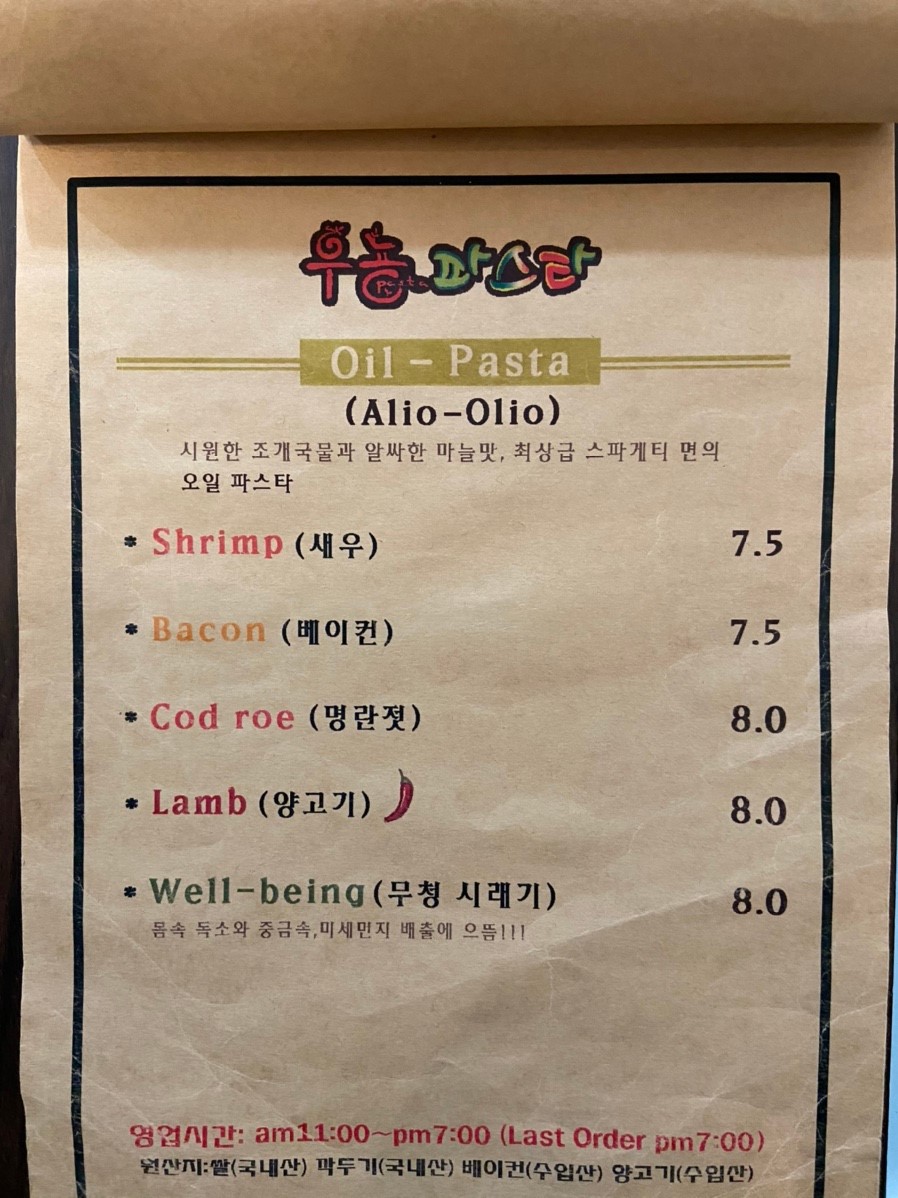 우놀 파스타
pasta
Oil - Pasta
(Alio-Olio)
시원한 조개국물과 알싸한 마늘맛, 최상급 스파게티 면의
오일 파스타
* Shrimp (새우) 7.5
* Bacon (베이컨) 7.5
* Cod roe (명란젓) 8.0
* Lamb (양고기) 8.0
* Well-being (무청 시래기) 8.0
몸속 독소와 중금속,미세먼지 배출에 으뜸!!!
영업시간: am11:00~pm7:00 (Last Order pm7:00)
원산지:쌀(국내산) 깍두기(국내산) 베이컨(수입산) 양고기(수입산)